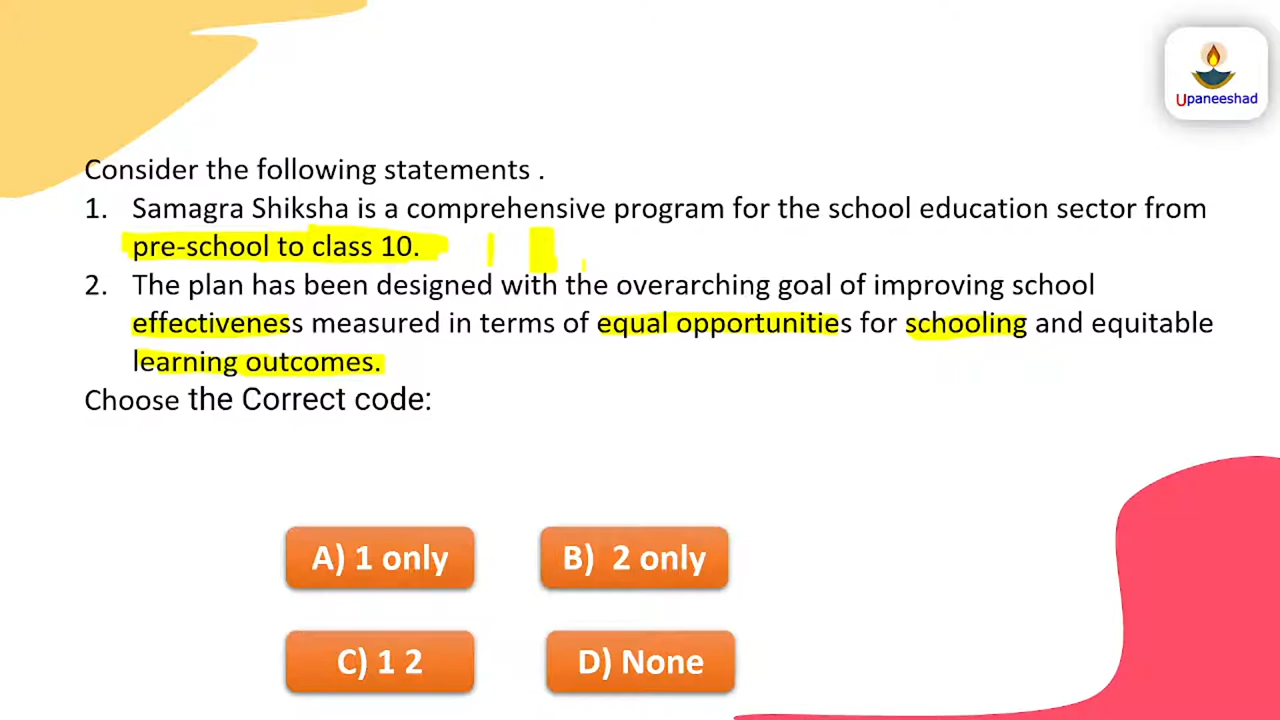 Upaneeshad
Consider the following statements .
1. Samagra Shiksha is a comprehensive program for the school education sector from
pre-school to class 10.
2. The plan has been designed with the overarching goal of improving school
effectiveness measured in terms of equal opportunities for schooling and equitable
learning outcomes.
Choose the Correct code:
A) 1 only
B) 2 only
C) 1 2
D) None